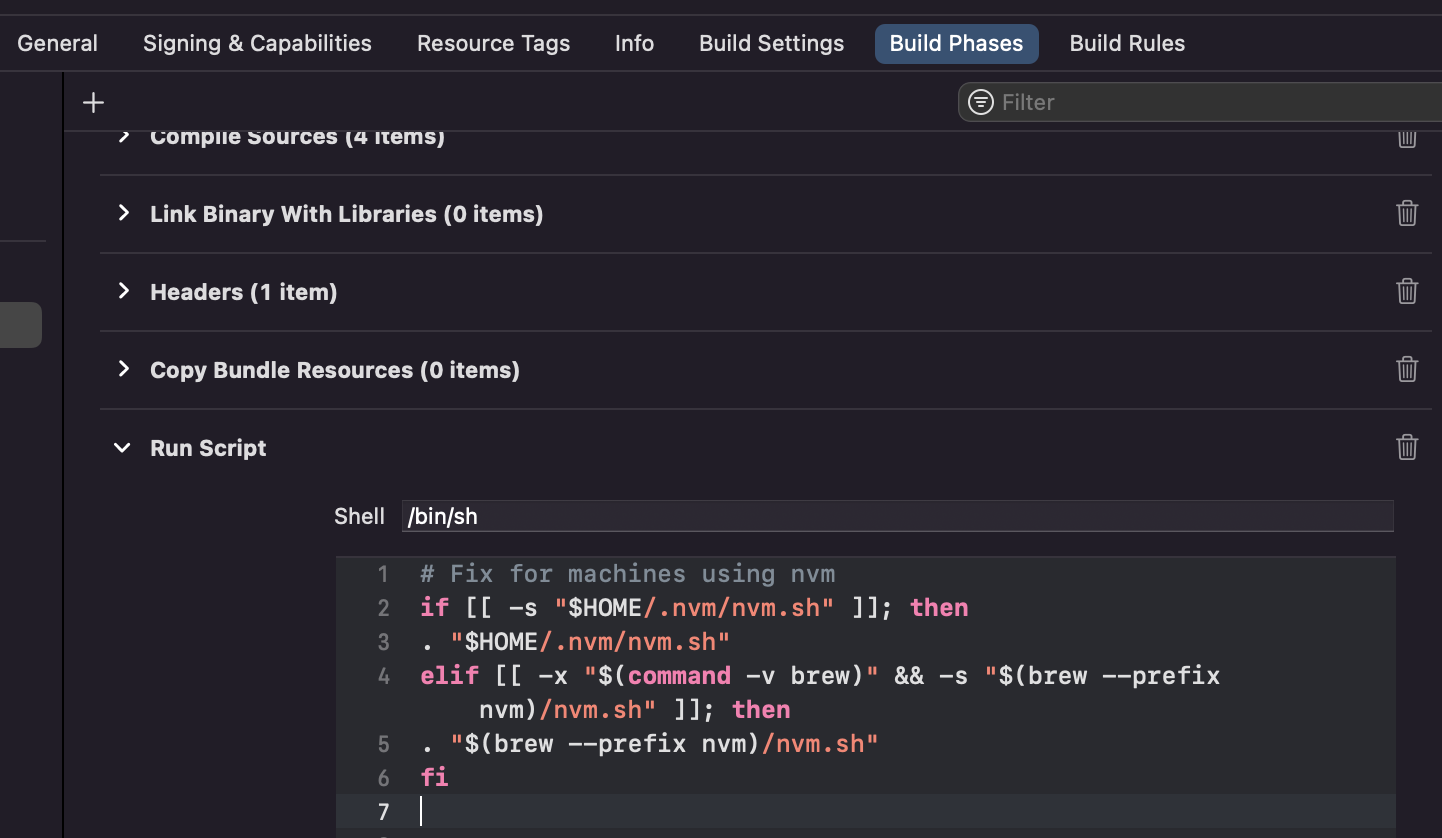 General Signing & Capabilities Resource Tags Info Build Settings Build Phases Build Rules
Filter
Compile Sources (4 items)
Link Binary With Libraries (0 items)
Headers (1 item)
Copy Bundle Resources (0 items)
Run Script
Shell /bin/sh
1 # Fix for machines using nvm
2 if [[ -s "$HOME/.nvm/nvm.sh" ]]; then
3 . "$HOME/.nvm/nvm.sh"
4 elif [[ -x "$(command -v brew)" && -s "$(brew --prefix
nvm)/nvm.sh" ]]; then
5 . "$(brew --prefix nvm)/nvm.sh"
6 fi
7